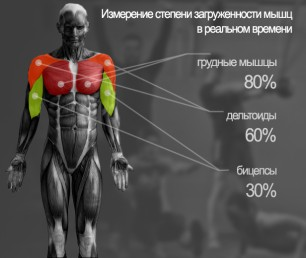 Измерение степени загруженности мышц
в реальном времени
грудные мышцы
80%
дельтоиды
60%
бицепсы
30%